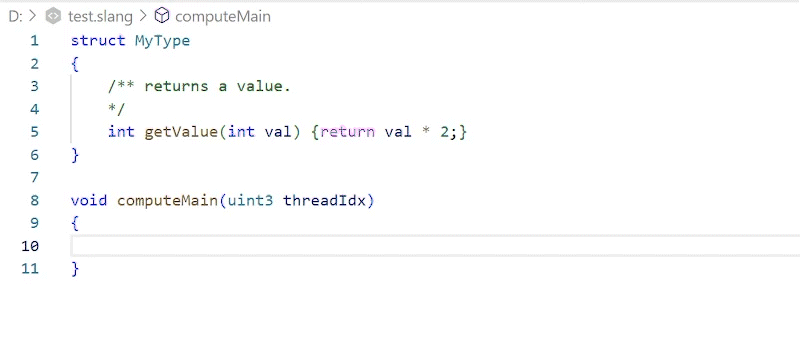 D: > test.slang > computeMain
1 struct MyType
2 {
3 /** returns a value.
4 */
5 int getValue(int val) {return val * 2;}
6 }
7
8 void computeMain(uint3 threadIdx)
9 {
10
11 }